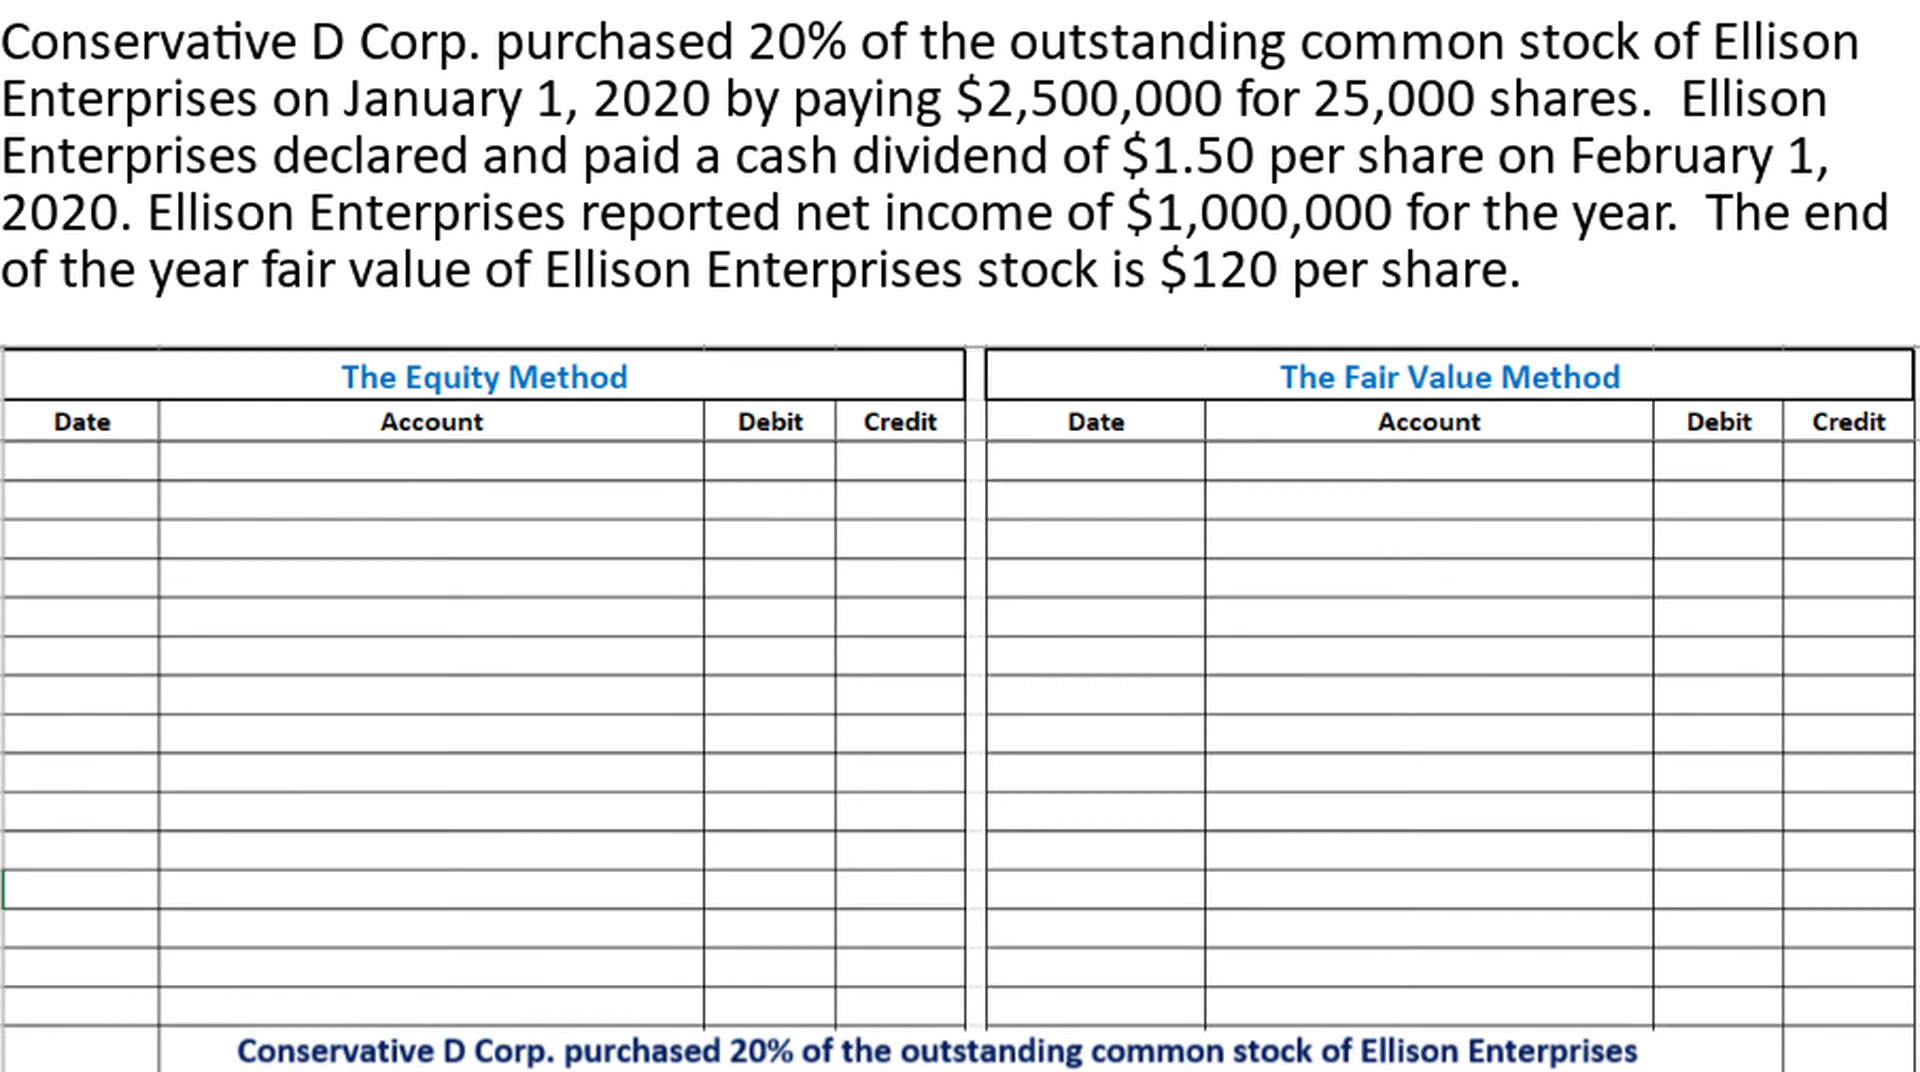 Conservative D Corp. purchased 20% of the outstanding common stock of Ellison
Enterprises on January 1, 2020 by paying $2,500,000 for 25,000 shares.  Ellison
Enterprises declared and paid a cash dividend of $1.50 per share on February 1,
2020. Ellison Enterprises reported net income of $1,000,000 for the year.  The end
of the year fair value of Ellison Enterprises stock is $120 per share.
The Equity Method
Date Account Debit Credit
The Fair Value Method
Date Account Debit Credit
Conservative D Corp. purchased 20% of the outstanding common stock of Ellison Enterprises